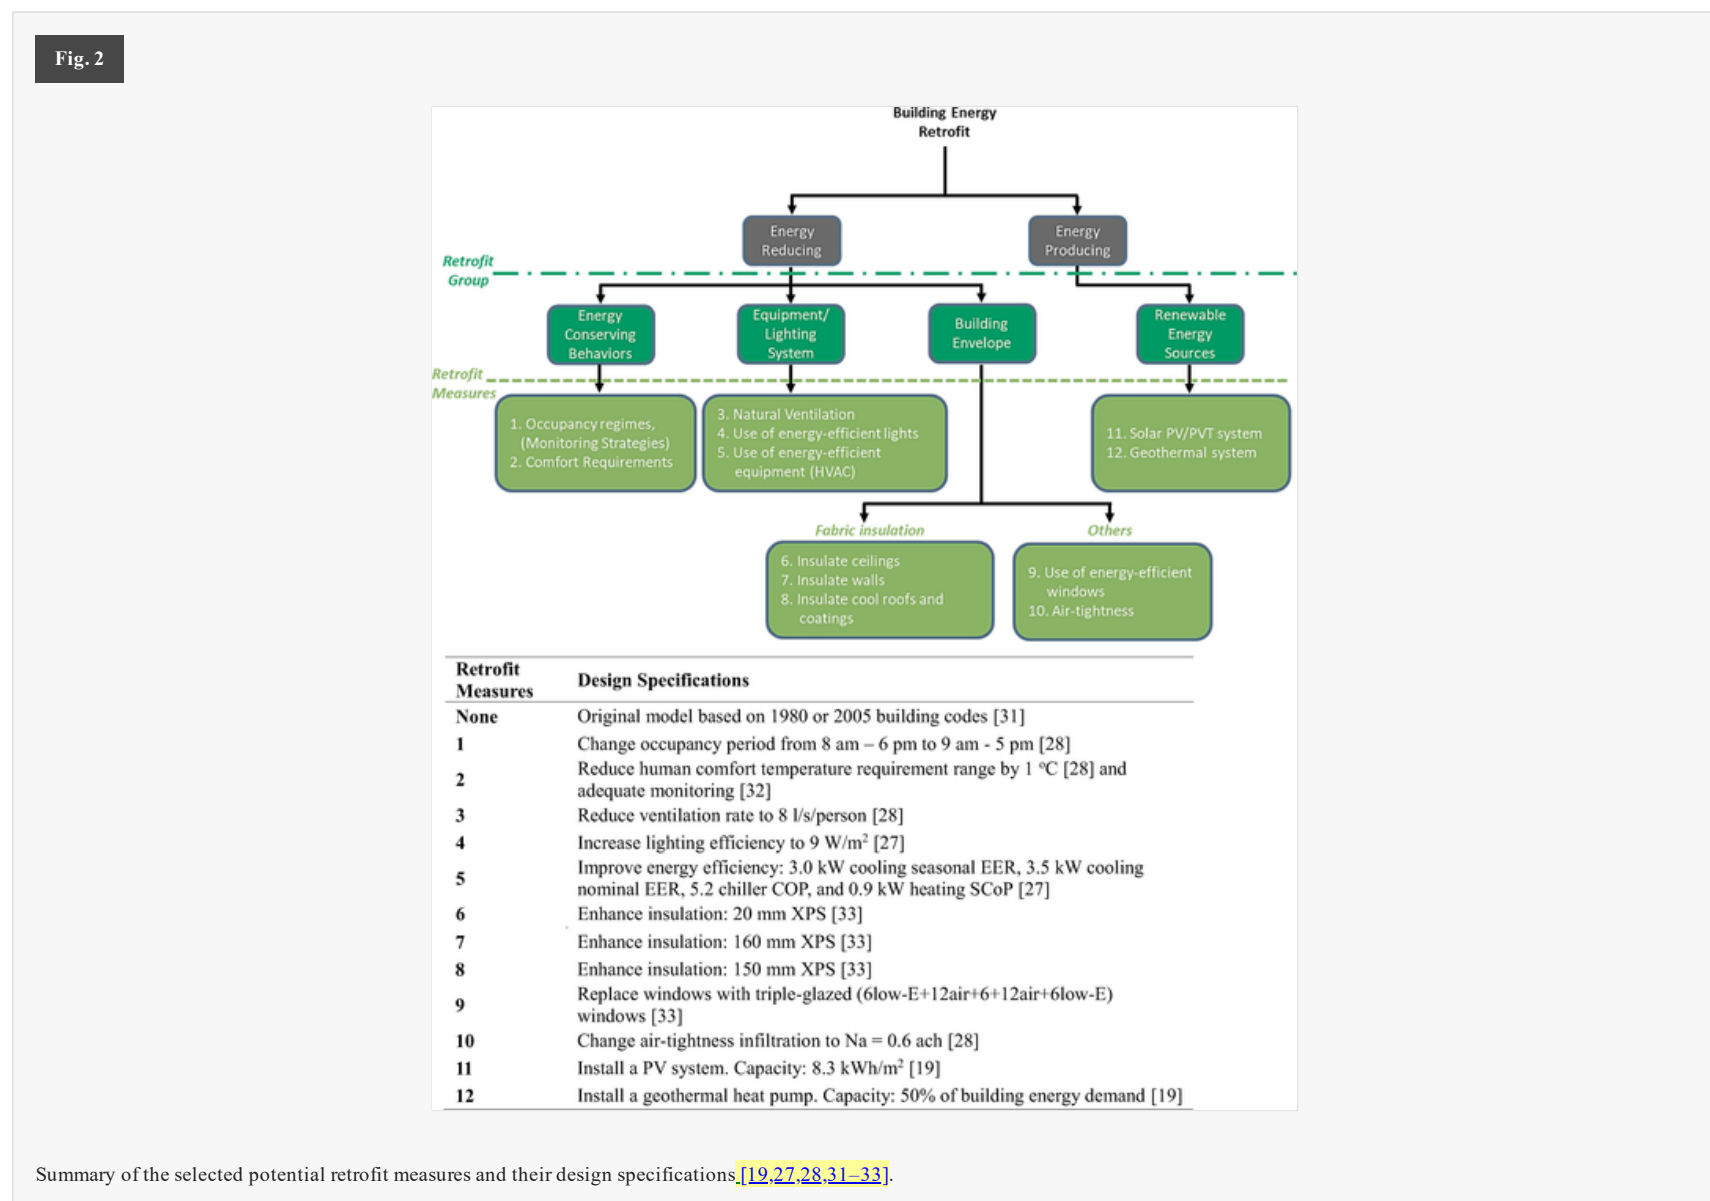 Fig. 2
Building Energy
Retrofit
Energy
Reducing
Energy
Producing
Retrofit
Group
Energy
Conserving
Behaviors
Equipment/
Lighting
System
Building
Envelope
Renewable
Energy
Sources
Retrofit
Measures
1. Occupancy regimes,
(Monitoring Strategies)
2. Comfort Requirements
3. Natural Ventilation
4. Use of energy-efficient lights
5. Use of energy-efficient
equipment (HVAC)
11. Solar PV/PVT system
12. Geothermal system
Fabric insulation
Others
6. Insulate ceilings
7. Insulate walls
8. Insulate cool roofs and
coatings
9. Use of energy-efficient
windows
10. Air-tightness
Retrofit
Measures
Design Specifications
None Original model based on 1980 or 2005 building codes [31]
1 Change occupancy period from 8 am – 6 pm to 9 am - 5 pm [28]
2 Reduce human comfort temperature requirement range by 1 °C [28] and
adequate monitoring [32]
3 Reduce ventilation rate to 8 l/s/person [28]
4 Increase lighting efficiency to 9 W/m² [27]
5 Improve energy efficiency: 3.0 kW cooling seasonal EER, 3.5 kW cooling
nominal EER, 5.2 chiller COP, and 0.9 kW heating SCoP [27]
6 Enhance insulation: 20 mm XPS [33]
7 Enhance insulation: 160 mm XPS [33]
8 Enhance insulation: 150 mm XPS [33]
9 Replace windows with triple-glazed (6low-E+12air+6+12air+6low-E)
windows [33]
10 Change air-tightness infiltration to Na = 0.6 ach [28]
11 Install a PV system. Capacity: 8.3 kWh/m² [19]
12 Install a geothermal heat pump. Capacity: 50% of building energy demand [19]
Summary of the selected potential retrofit measures and their design specifications [19,27,28,31–33].